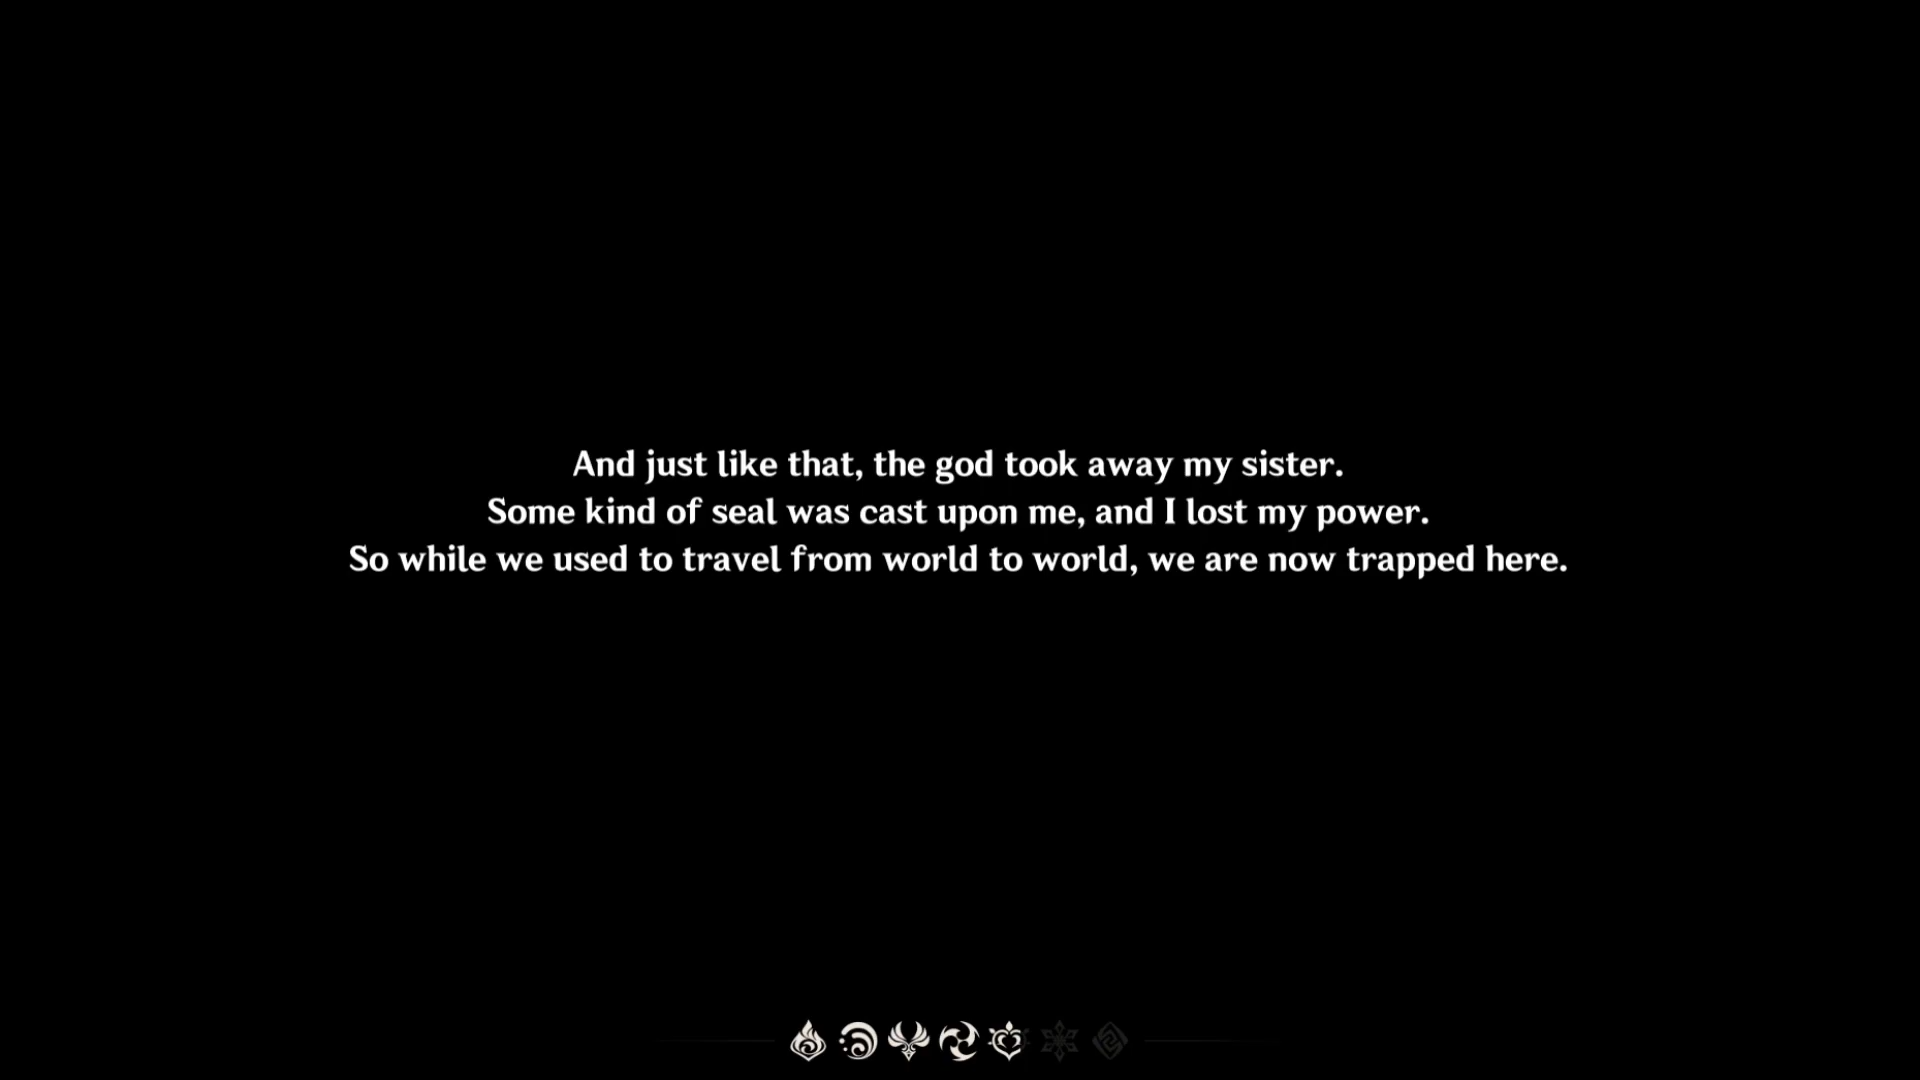 And just like that, the god took away my sister.
Some kind of seal was cast upon me, and I lost my power.
So while we used to travel from world to world, we are now trapped here.